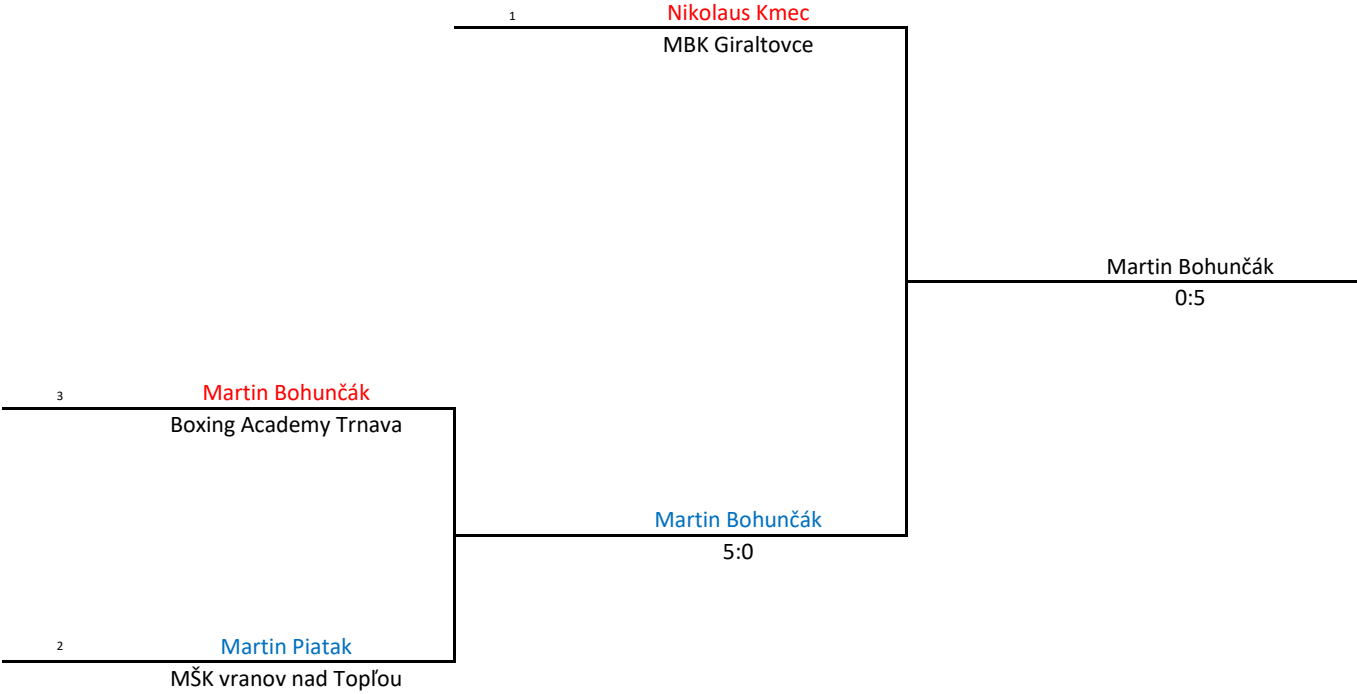 1
Nikolaus Kmec
MBK Giraltovce
Martin Bohunčák
0:5
3
Martin Bohunčák
Boxing Academy Trnava
Martin Bohunčák
5:0
2
Martin Piatak
MŠK vranov nad Topľou